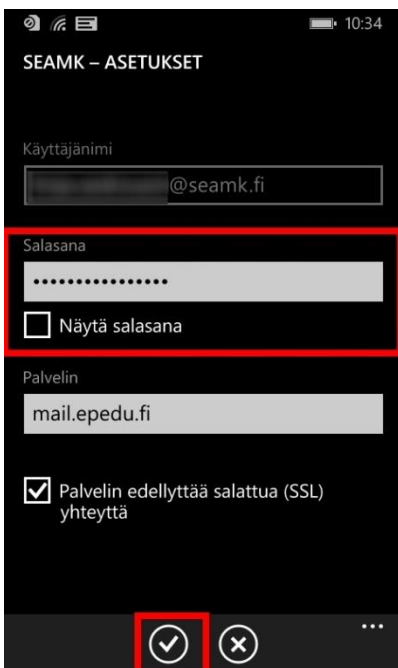 10:34
SEAMK – ASETUKSET
Käyttäjänimi
@seamk.fi
Salasana
••••••••••••••••
Näytä salasana
Palvelin
mail.epedu.fi
Palvelin edellyttää salattua (SSL)
yhteyttä